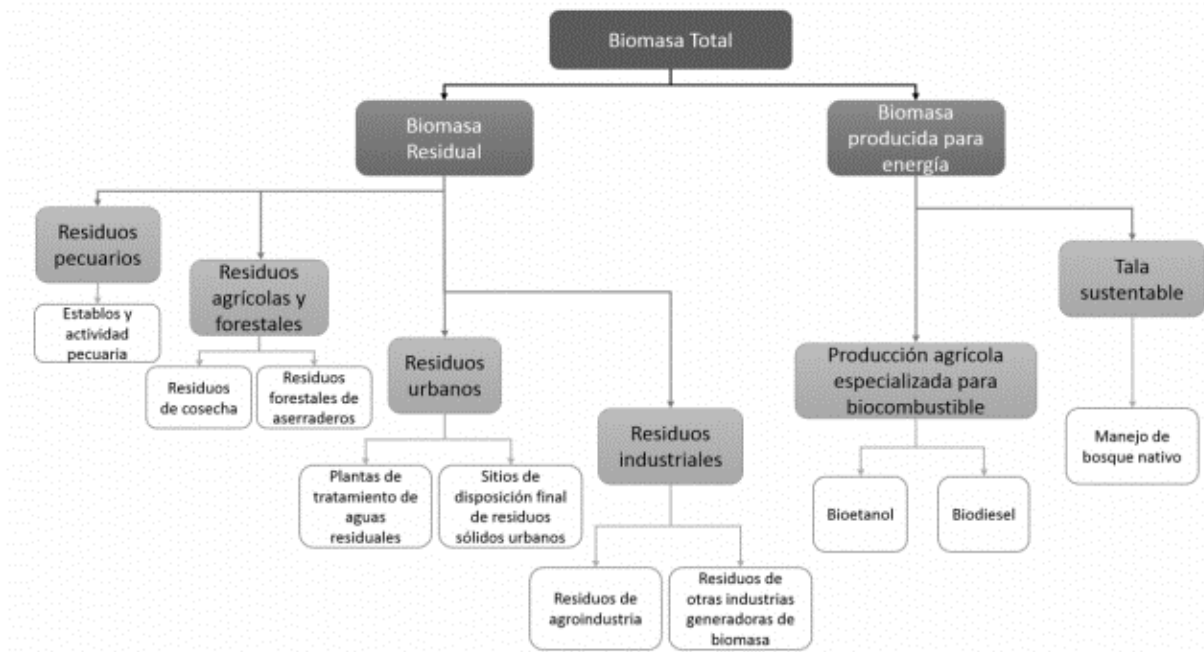 Biomasa Total
Biomasa
Residual
Biomasa
producida para
energía
Residuos
pecuarios
Residuos
agrícolas y
forestales
Tala
sustentable
Establos y
actividad
pecuaria
Residuos
urbanos
Producción agrícola
especializada para
biocombustible
Residuos
de cosecha
Residuos
forestales de
aserraderos
Residuos
industriales
Manejo de
bosque nativo
Plantas de
tratamiento de
aguas
residuales
Sitios de
disposición final
de residuos
sólidos urbanos
Bioetanol
Biodiesel
Residuos de
agroindustria
Residuos de
otras industrias
generadoras de
biomasa